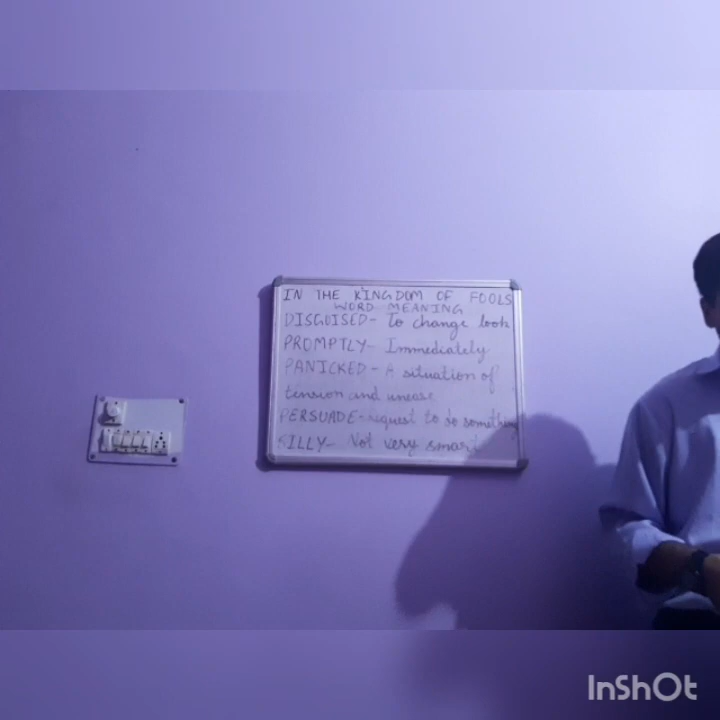 IN THE KINGDOM OF FOOLS
WORD MEANING
DISGUISED- To change look
PROMPTLY- Immediately
PANICKED- A situation of
tension and unease
PERSUADE- request to do something
SILLY- Not very smart
InShOt